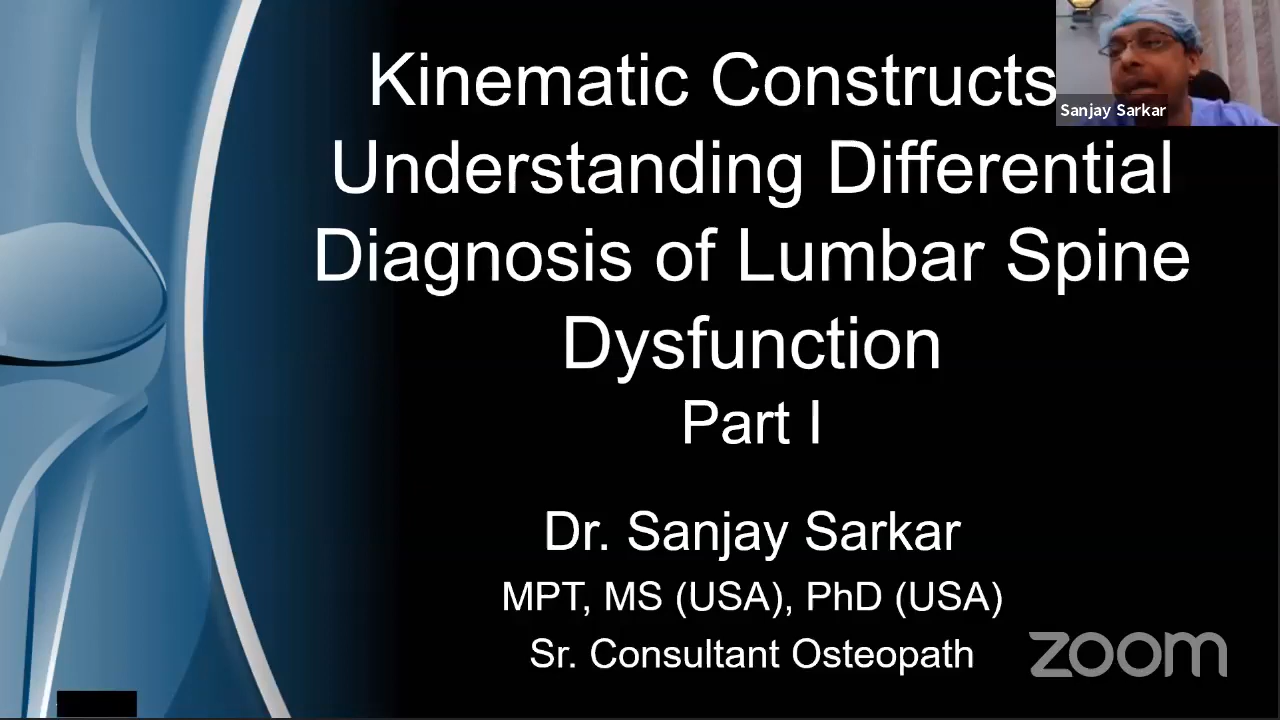 Kinematic Constructs
Understanding Differential
Diagnosis of Lumbar Spine
Dysfunction
Part I
Dr. Sanjay Sarkar
MPT, MS (USA), PhD (USA)
Sr. Consultant Osteopath
Sanjay Sarkar
zoom